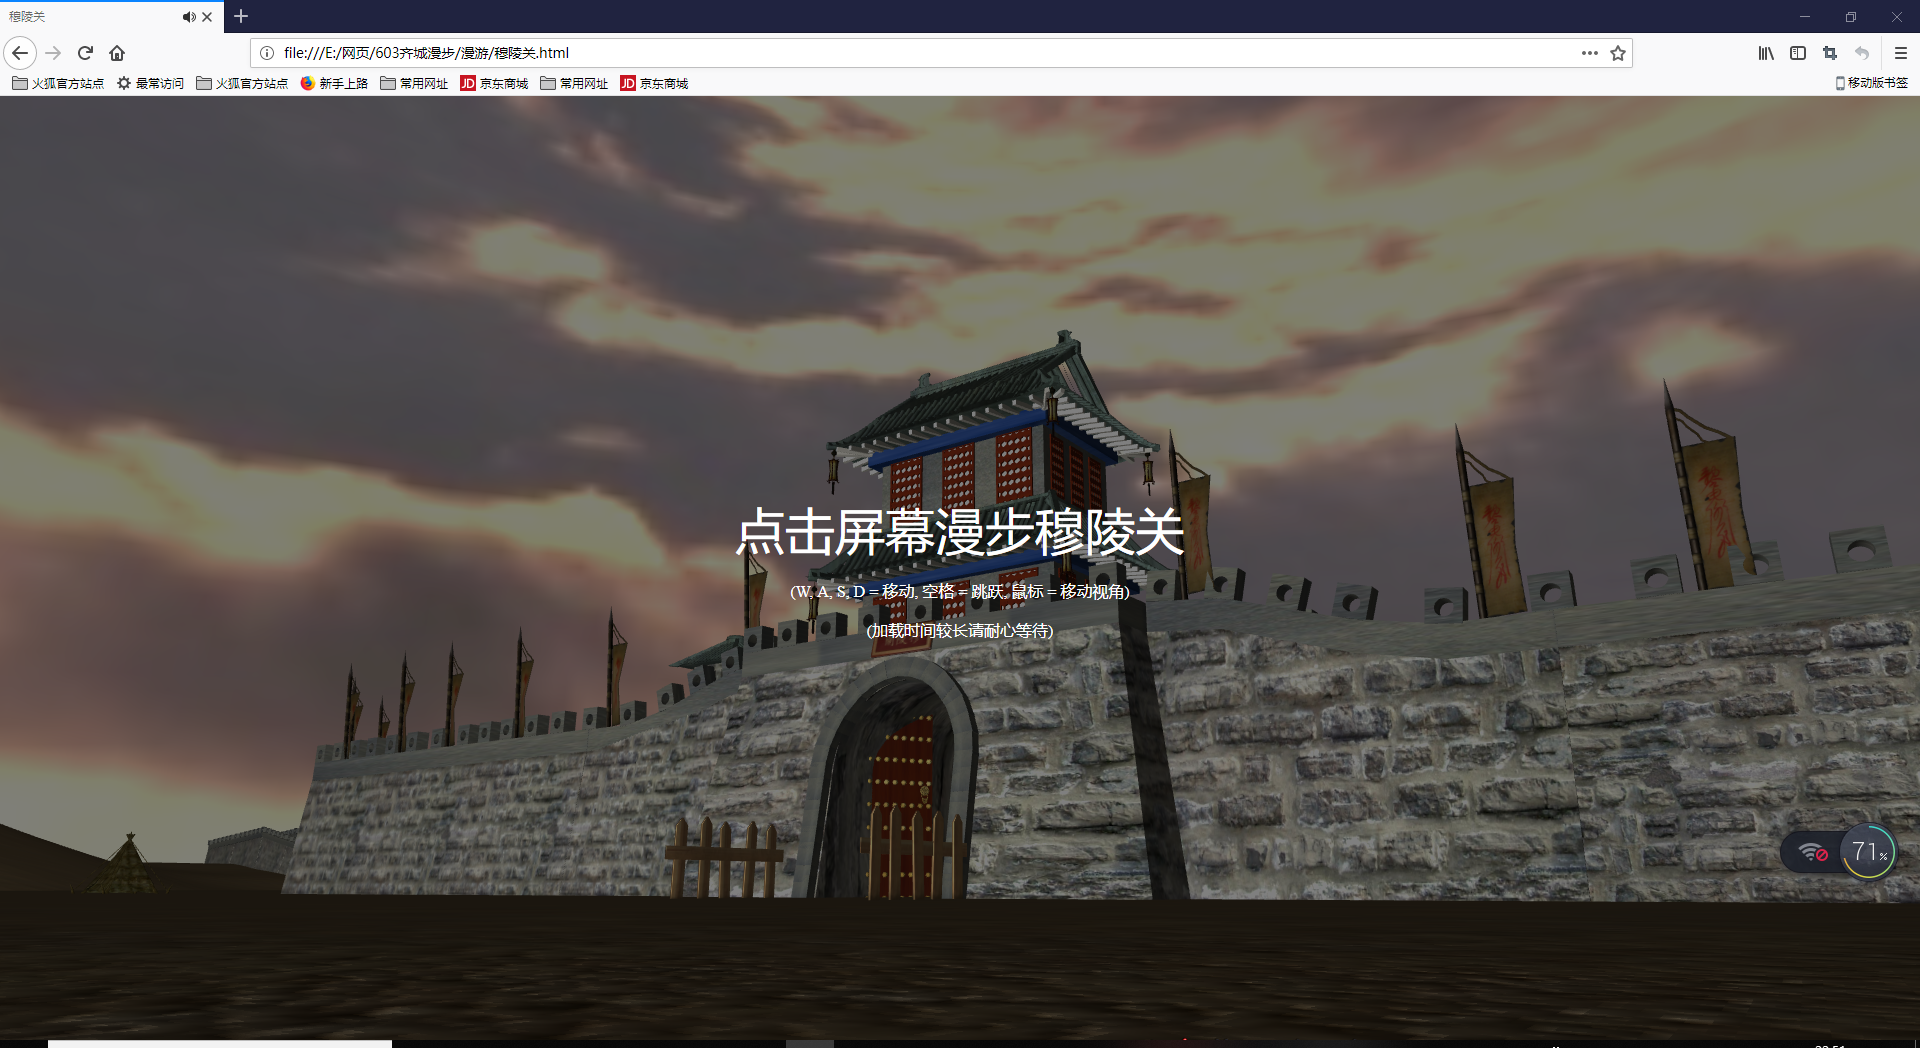 穆陵关
file:///E:/网页/603齐城漫步/漫游/穆陵关.html
火狐官方站点 最常访问 火狐官方站点 新手上路 常用网址 JD 京东商城 常用网址 JD 京东商城 移动版书签
点击屏幕漫步穆陵关
(W, A, S, D = 移动, 空格 = 跳跃, 鼠标 = 移动视角)
(加载时间较长请耐心等待)
71%